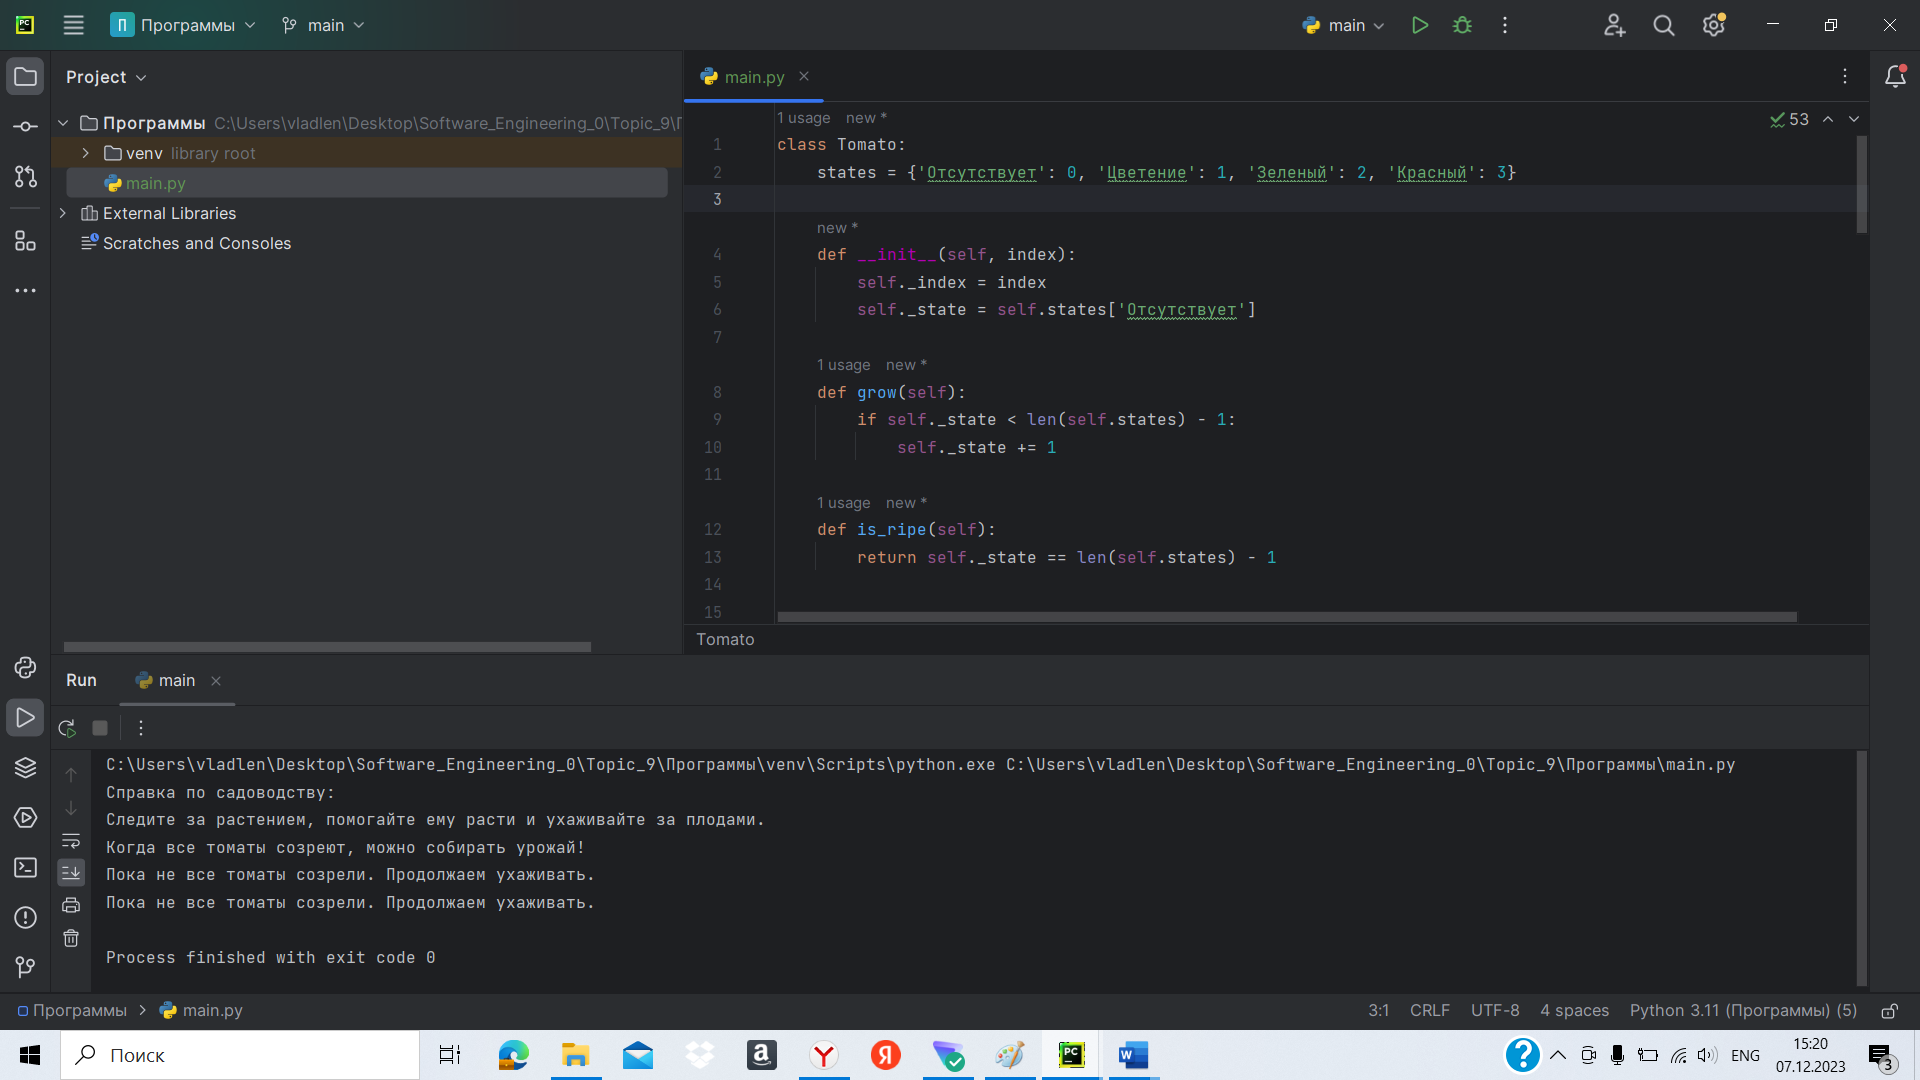 Программы main main
Project
main.py
Программы C:\Users\vladlen\Desktop\Software_Engineering_0\Topic_9\
venv library root
main.py
External Libraries
Scratches and Consoles
53
1 usage new *
1 class Tomato:
2 states = {'Отсутствует': 0, 'Цветение': 1, 'Зеленый': 2, 'Красный': 3}
3
new *
4 def __init__(self, index):
5 self._index = index
6 self._state = self.states['Отсутствует']
7
1 usage new *
8 def grow(self):
9 if self._state < len(self.states) - 1:
10 self._state += 1
11
1 usage new *
12 def is_ripe(self):
13 return self._state == len(self.states) - 1
14
15
Tomato
Run main
C:\Users\vladlen\Desktop\Software_Engineering_0\Topic_9\Программы\venv\Scripts\python.exe C:\Users\vladlen\Desktop\Software_Engineering_0\Topic_9\Программы\main.py
Справка по садоводству:
Следите за растением, помогайте ему расти и ухаживайте за плодами.
Когда все томаты созреют, можно собирать урожай!
Пока не все томаты созрели. Продолжаем ухаживать.
Пока не все томаты созрели. Продолжаем ухаживать.
Process finished with exit code 0
Программы main.py 3:1 CRLF UTF-8 4 spaces Python 3.11 (Программы) (5)
Поиск
ENG
15:20
07.12.2023
3